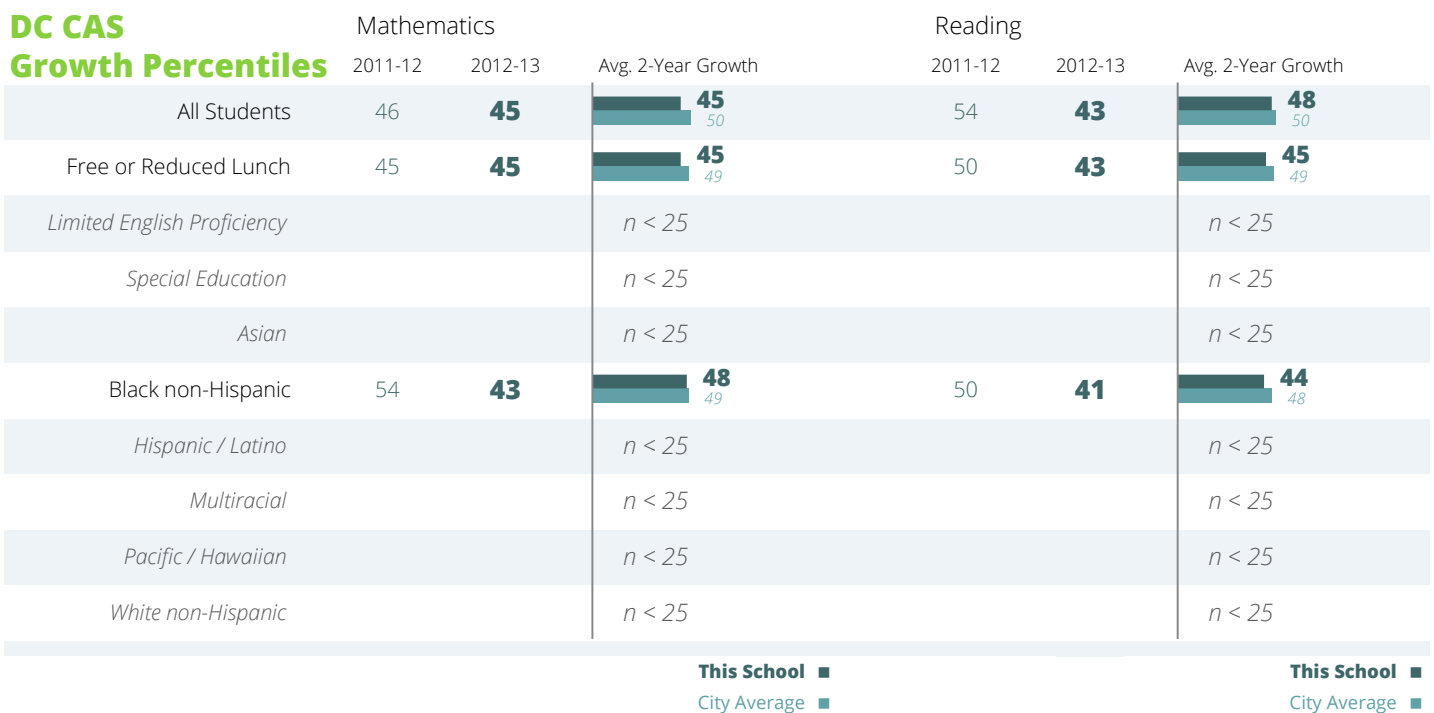 DC CAS
Growth Percentiles
Mathematics
Reading
2011-12 2012-13 Avg. 2-Year Growth 2011-12 2012-13 Avg. 2-Year Growth
All Students 46 45 45 50 54 43 48 50
Free or Reduced Lunch 45 45 45 49 50 43 45 49
Limited English Proficiency n < 25 n < 25
Special Education n < 25 n < 25
Asian n < 25 n < 25
Black non-Hispanic 54 43 48 49 50 41 44 48
Hispanic / Latino n < 25 n < 25
Multiracial n < 25 n < 25
Pacific / Hawaiian n < 25 n < 25
White non-Hispanic n < 25 n < 25
This School This School
City Average City Average